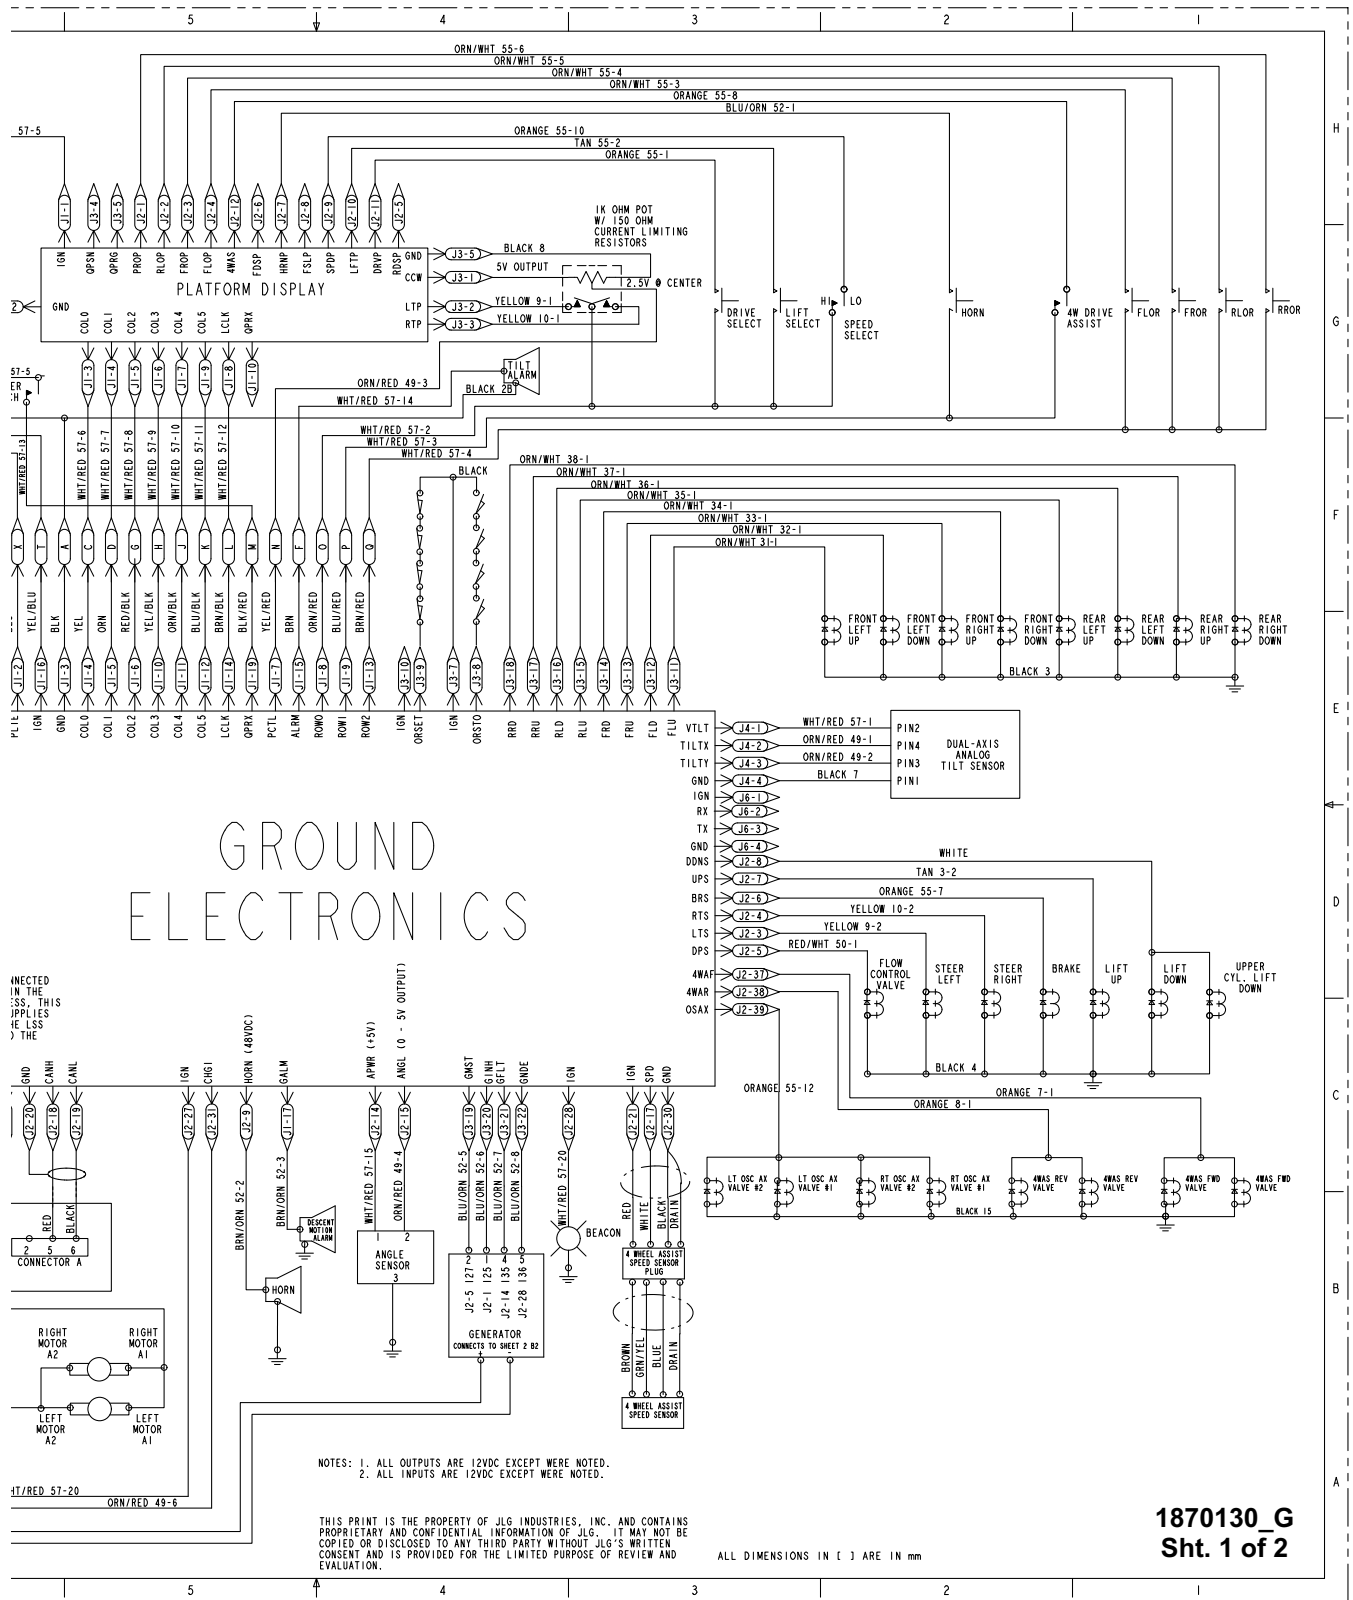 5 4 3 2 1
ORN/WHT 55-6
ORN/WHT 55-5
ORN/WHT 55-4
ORN/WHT 55-3
ORANGE 55-8
BLU/ORN 52-1
57-5
ORANGE 55-10
TAN 55-2
ORANGE 55-1
H
J1-1 J3-4 J3-5 J2-1 J2-2 J2-3 J2-4 J2-12 J2-6 J2-7 J2-8 J2-9 J2-10 J2-11 J2-5
IGN QPSN QPRG PROP RLOP FROP FLOP 4WAS FDSP HRNP FSLP SPDP LFTP DRVP RDSP
1K OHM POT
W/ 150 OHM
CURRENT LIMITING
RESISTORS
GND J3-5 BLACK 8
CCW J3-1 5V OUTPUT
2.5V @ CENTER
LTP J3-2 YELLOW 9-1
RTP J3-3 YELLOW 10-1
PLATFORM DISPLAY
GND
COL0 COL1 COL2 COL3 COL4 COL5 LCLK QPRX
HI LO
DRIVE SELECT
LIFT SELECT
SPEED SELECT
HORN
4W DRIVE ASSIST
FLOR FROR RLOR RROR
G
57-5
J1-3 J1-4 J1-5 J1-6 J1-7 J1-9 J1-8 J1-10
TILT ALARM
ORN/RED 49-3
BLACK 2B
WHT/RED 57-14
WHT/RED 57-2
WHT/RED 57-3
WHT/RED 57-4
WHT/RED 57-13 WHT/RED 57-6 WHT/RED 57-7 WHT/RED 57-8 WHT/RED 57-9 WHT/RED 57-10 WHT/RED 57-11 WHT/RED 57-12
BLACK
ORN/WHT 38-1
ORN/WHT 37-1
ORN/WHT 36-1
ORN/WHT 35-1
ORN/WHT 34-1
ORN/WHT 33-1
ORN/WHT 32-1
ORN/WHT 31-1
F
X T A C D G H J K L M N F O P Q
YEL/BLU BLK YEL ORN RED/BLK YEL/BLK ORN/BLK BLU/BLK BRN/BLK BLK/RED YEL/RED BRN ORN/RED BLU/RED BRN/RED
FRONT LEFT UP
FRONT LEFT DOWN
FRONT RIGHT UP
FRONT RIGHT DOWN
REAR LEFT UP
REAR LEFT DOWN
REAR RIGHT UP
REAR RIGHT DOWN
BLACK 3
J1-2 J1-16 J1-3 J1-4 J1-5 J1-6 J1-10 J1-11 J1-12 J1-14 J1-19 J1-7 J1-15 J1-8 J1-9 J1-13 J3-10 J3-9 J3-7 J3-8 J3-18 J3-17 J3-16 J3-15 J3-14 J3-13 J3-12 J3-11
IGN GND COL0 COL1 COL2 COL3 COL4 COL5 LCLK QPRX PCTL ALRM ROW0 ROW1 ROW2 IGN ORSET IGN ORSTO RRD RRU RLD RLU FRD FRU FLD FLU
E
VTLT J4-1 WHT/RED 57-1 PIN2
TILTX J4-2 ORN/RED 49-1 PIN4
TILTY J4-3 ORN/RED 49-2 PIN3
GND J4-4 BLACK 7 PIN1
DUAL-AXIS
ANALOG
TILT SENSOR
IGN J6-1
RX J6-2
TX J6-3
GND J6-4
GROUND
ELECTRONICS
DDNS J2-8 WHITE
UPS J2-7 TAN 3-2
BRS J2-6 ORANGE 55-7
RTS J2-4 YELLOW 10-2
LTS J2-3 YELLOW 9-2
DPS J2-5 RED/WHT 50-1
4WAF J2-37
4WAR J2-38
OSAX J2-39
D
FLOW CONTROL VALVE
STEER LEFT
STEER RIGHT
BRAKE
LIFT UP
LIFT DOWN
UPPER CYL. LIFT DOWN
BLACK 4
NNECTED
IN THE
ESS, THIS
UPPLIES
HE LSS
O THE
GND CANH CANL IGN CHG1 HORN (48VDC) GALM APWR (+5V) ANGL (0 - 5V OUTPUT) GMST GINH GFLT GNDE IGN IGN SPD GND
J2-20 J2-18 J2-19 J2-27 J2-31 J2-9 J1-17 J2-14 J2-15 J3-19 J3-20 J3-21 J3-22 J2-28 J2-21 J2-17 J2-30
ORANGE 55-12
ORANGE 7-1
ORANGE 8-1
C
RED BLACK BRN/ORN 52-2 BRN/ORN 52-3 WHT/RED 57-15 ORN/RED 49-4 BLU/ORN 52-5 BLU/ORN 52-6 BLU/ORN 52-7 BLU/ORN 52-8 WHT/RED 57-20 RED WHITE BLACK DRAIN
LT OSC AX VALVE #2
LT OSC AX VALVE #1
RT OSC AX VALVE #2
RT OSC AX VALVE #1
4WAS REV VALVE
4WAS REV VALVE
4WAS FWD VALVE
4WAS FWD VALVE
BLACK 15
2 5 6
CONNECTOR A
DESCENT MOTION ALARM
HORN
1 2
ANGLE SENSOR
3
2 1 4 5
J2-5 127 J2-1 125 J2-14 135 J2-28 136
GENERATOR
CONNECTS TO SHEET 2 B2
+ -
BEACON
4 WHEEL ASSIST
SPEED SENSOR
PLUG
B
BROWN GRN/YEL BLUE DRAIN
4 WHEEL ASSIST
SPEED SENSOR
RIGHT MOTOR A2
RIGHT MOTOR A1
LEFT MOTOR A2
LEFT MOTOR A1
NOTES: 1. ALL OUTPUTS ARE 12VDC EXCEPT WERE NOTED.
2. ALL INPUTS ARE 12VDC EXCEPT WERE NOTED.
A
HT/RED 57-20
ORN/RED 49-6
THIS PRINT IS THE PROPERTY OF JLG INDUSTRIES, INC. AND CONTAINS
PROPRIETARY AND CONFIDENTIAL INFORMATION OF JLG. IT MAY NOT BE
COPIED OR DISCLOSED TO ANY THIRD PARTY WITHOUT JLG'S WRITTEN
CONSENT AND IS PROVIDED FOR THE LIMITED PURPOSE OF REVIEW AND
EVALUATION.
ALL DIMENSIONS IN [ ] ARE IN mm
1870130_G
Sht. 1 of 2
5 4 3 2 1